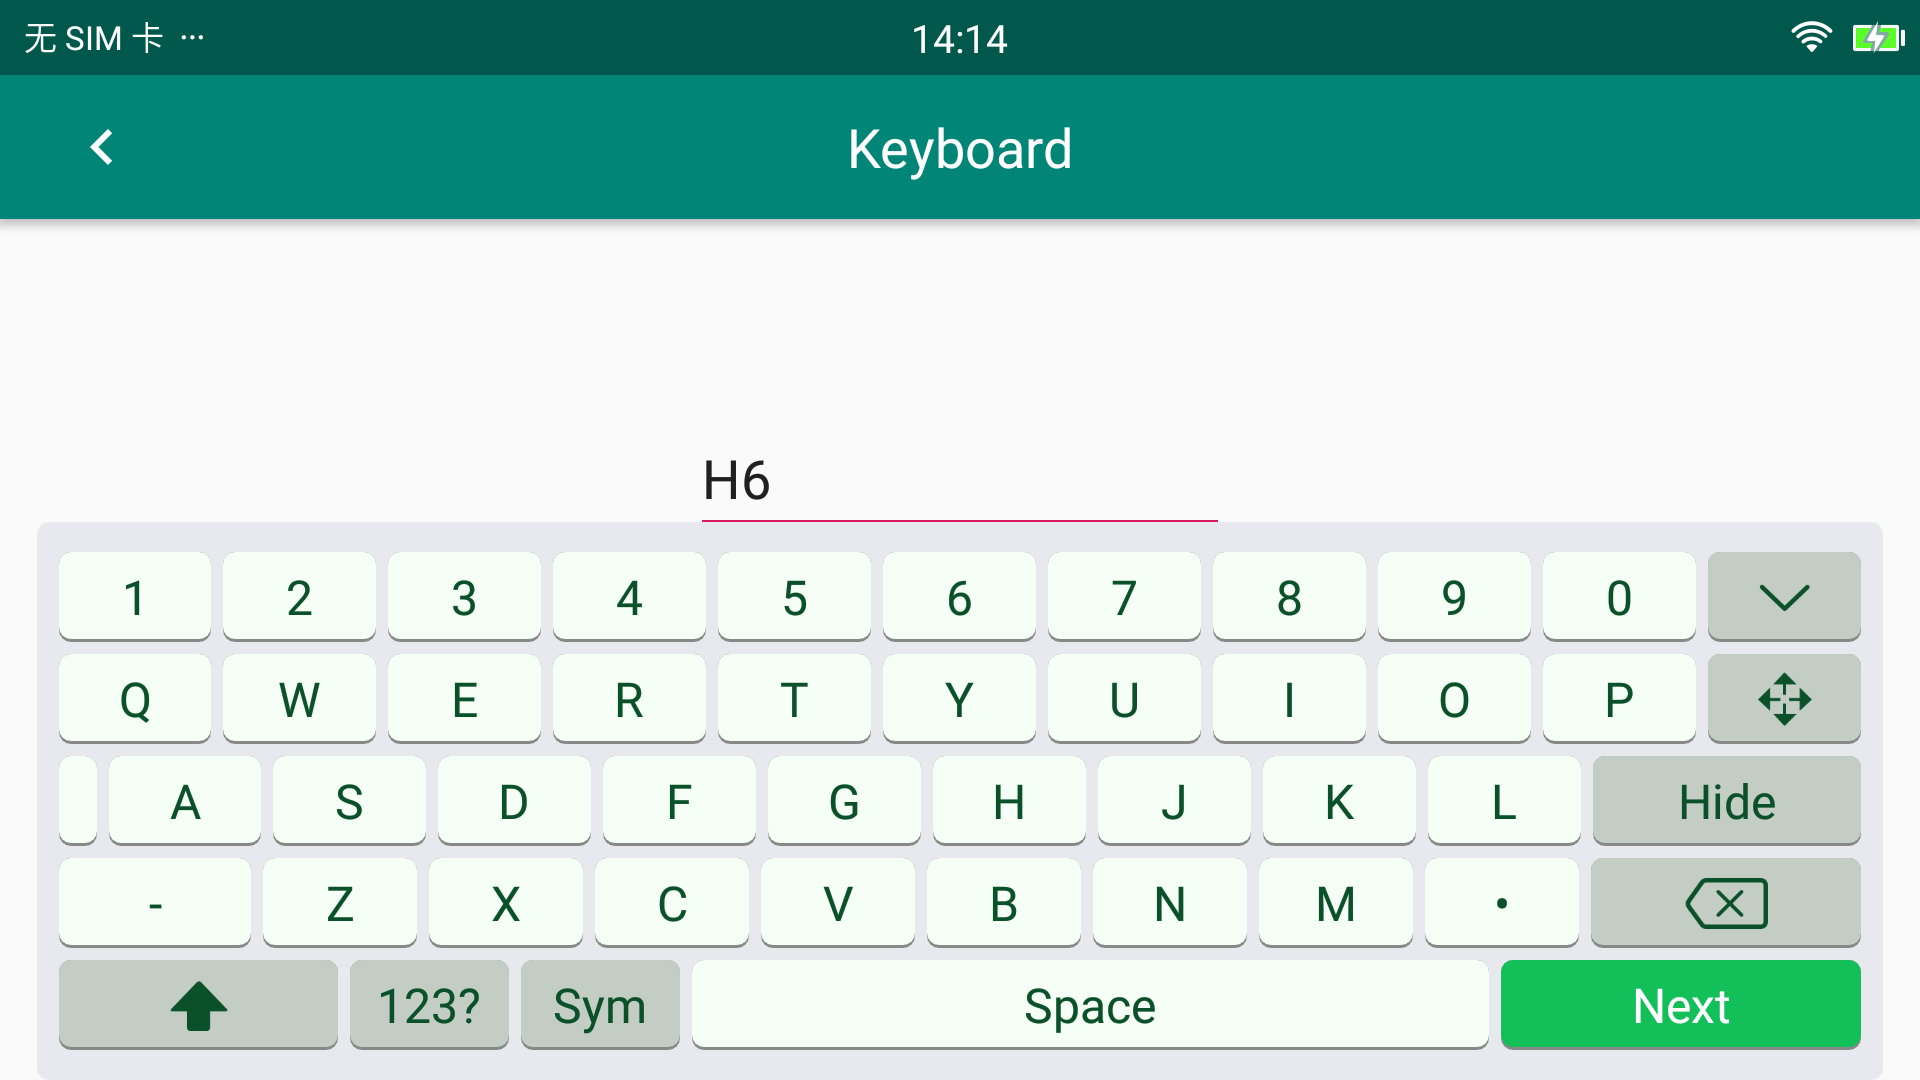 无 SIM 卡 ··· 14:14
Keyboard
H6
1 2 3 4 5 6 7 8 9 0
Q W E R T Y U I O P
A S D F G H J K L Hide
- Z X C V B N M •
123? Sym Space Next